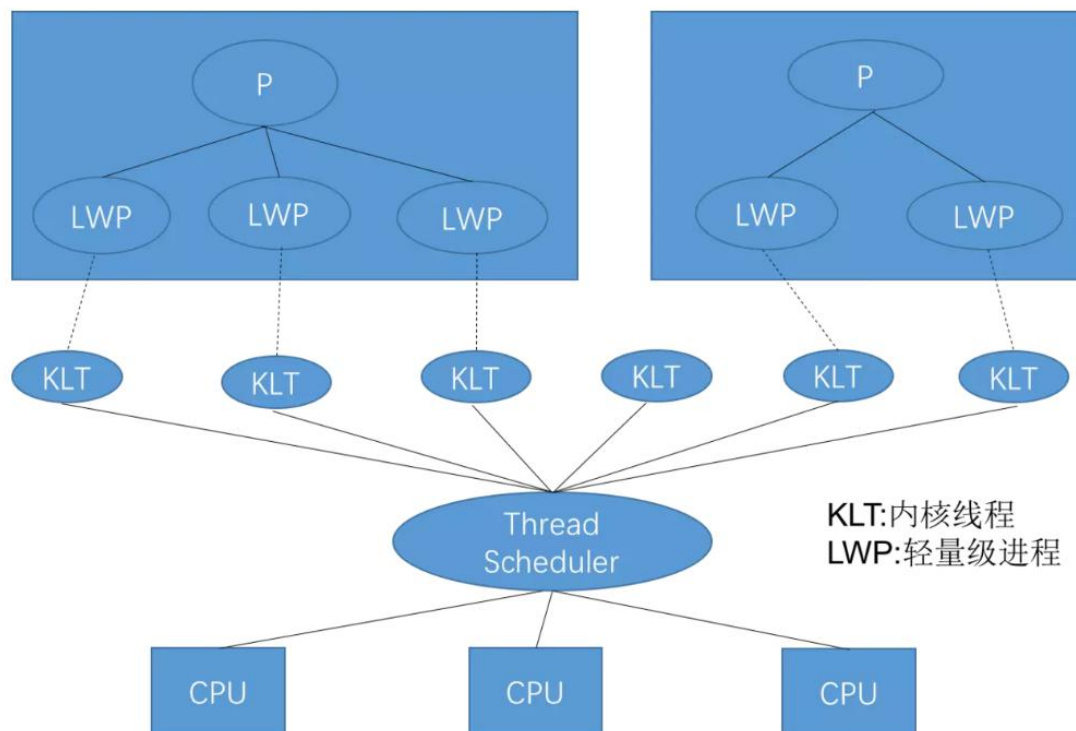 P
P
LWP
LWP
LWP
LWP
LWP
KLT
KLT
KLT
KLT
KLT
KLT
Thread
Scheduler
KLT:内核线程
LWP:轻量级进程
CPU
CPU
CPU